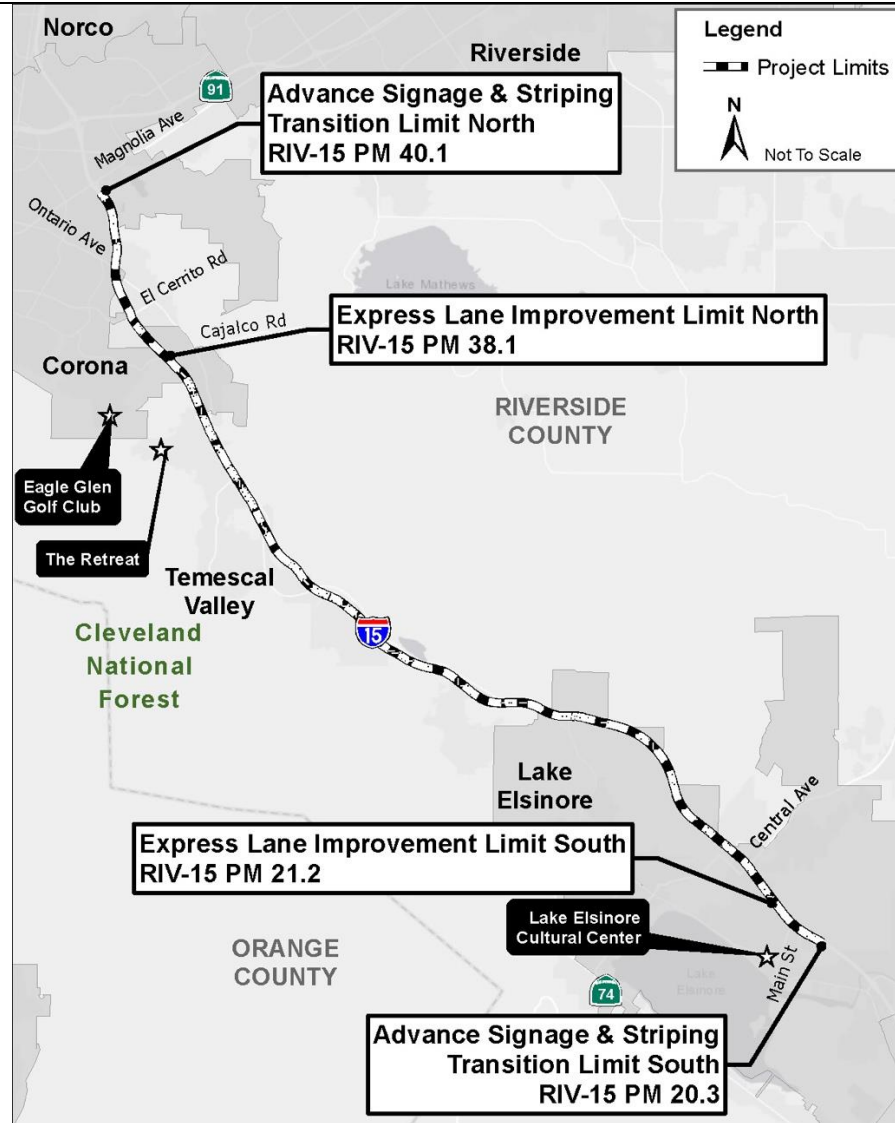 Norco
Riverside
Legend
Project Limits
N
Not To Scale
91
Advance Signage & Striping
Transition Limit North
RIV-15 PM 40.1
Magnolia Ave
Ontario Ave
El Cerrito Rd
Lake Mathews
Cajalco Rd
Express Lane Improvement Limit North
RIV-15 PM 38.1
Corona
RIVERSIDE
COUNTY
Eagle Glen
Golf Club
The Retreat
Temescal
Valley
15
Cleveland
National
Forest
Lake
Elsinore
Central Ave
Express Lane Improvement Limit South
RIV-15 PM 21.2
Lake Elsinore
Cultural Center
Main St
ORANGE
COUNTY
Lake
Elsinore
74
Advance Signage & Striping
Transition Limit South
RIV-15 PM 20.3